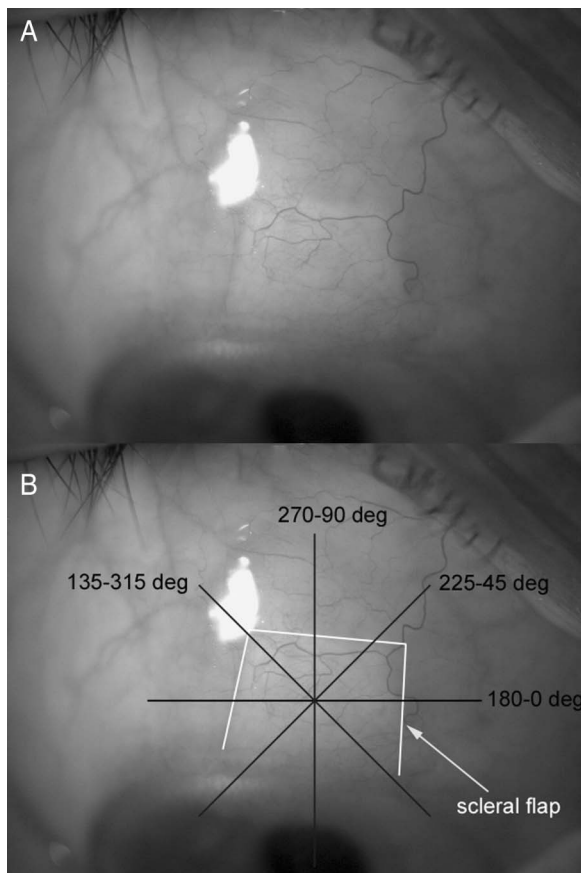 A
B
270-90 deg
135-315 deg
225-45 deg
180-0 deg
scleral flap